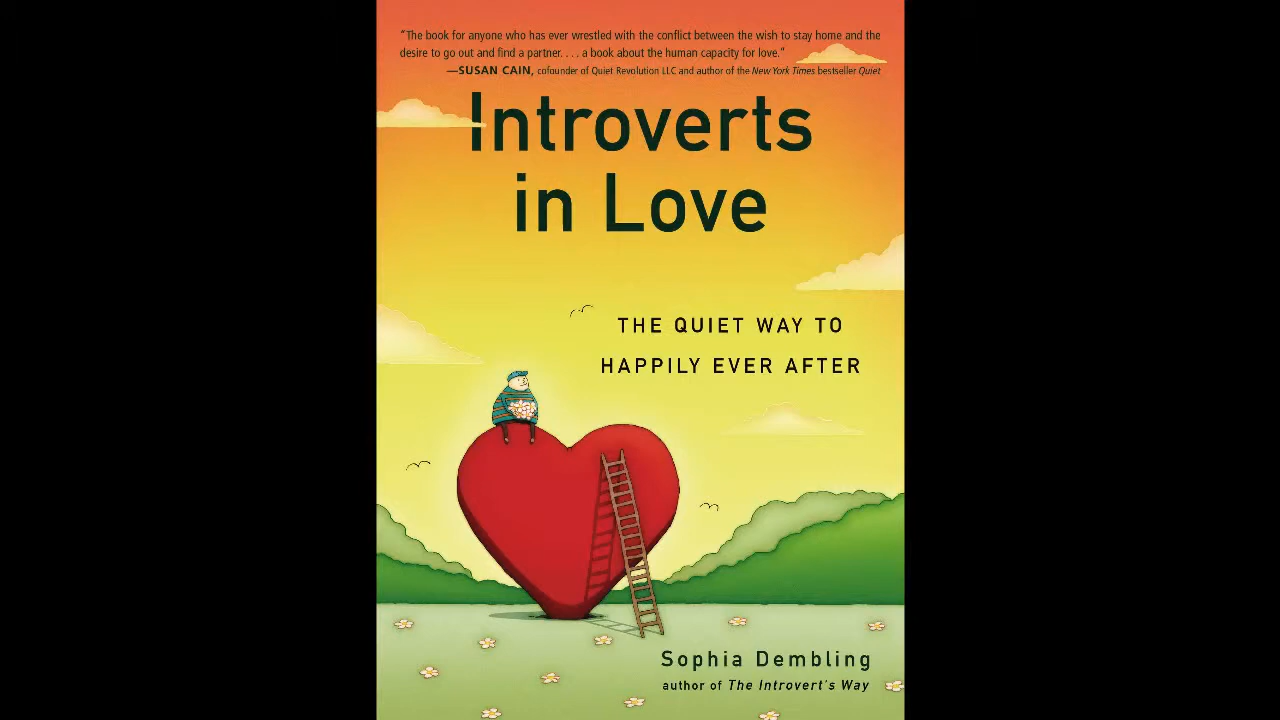 “The book for anyone who has ever wrestled with the conflict between the wish to stay home and the
desire to go out and find a partner. . . . a book about the human capacity for love.”
—SUSAN CAIN, cofounder of Quiet Revolution LLC and author of the New York Times bestseller Quiet
Introverts
in Love
THE QUIET WAY TO
HAPPILY EVER AFTER
Sophia Dembling
author of The Introvert's Way